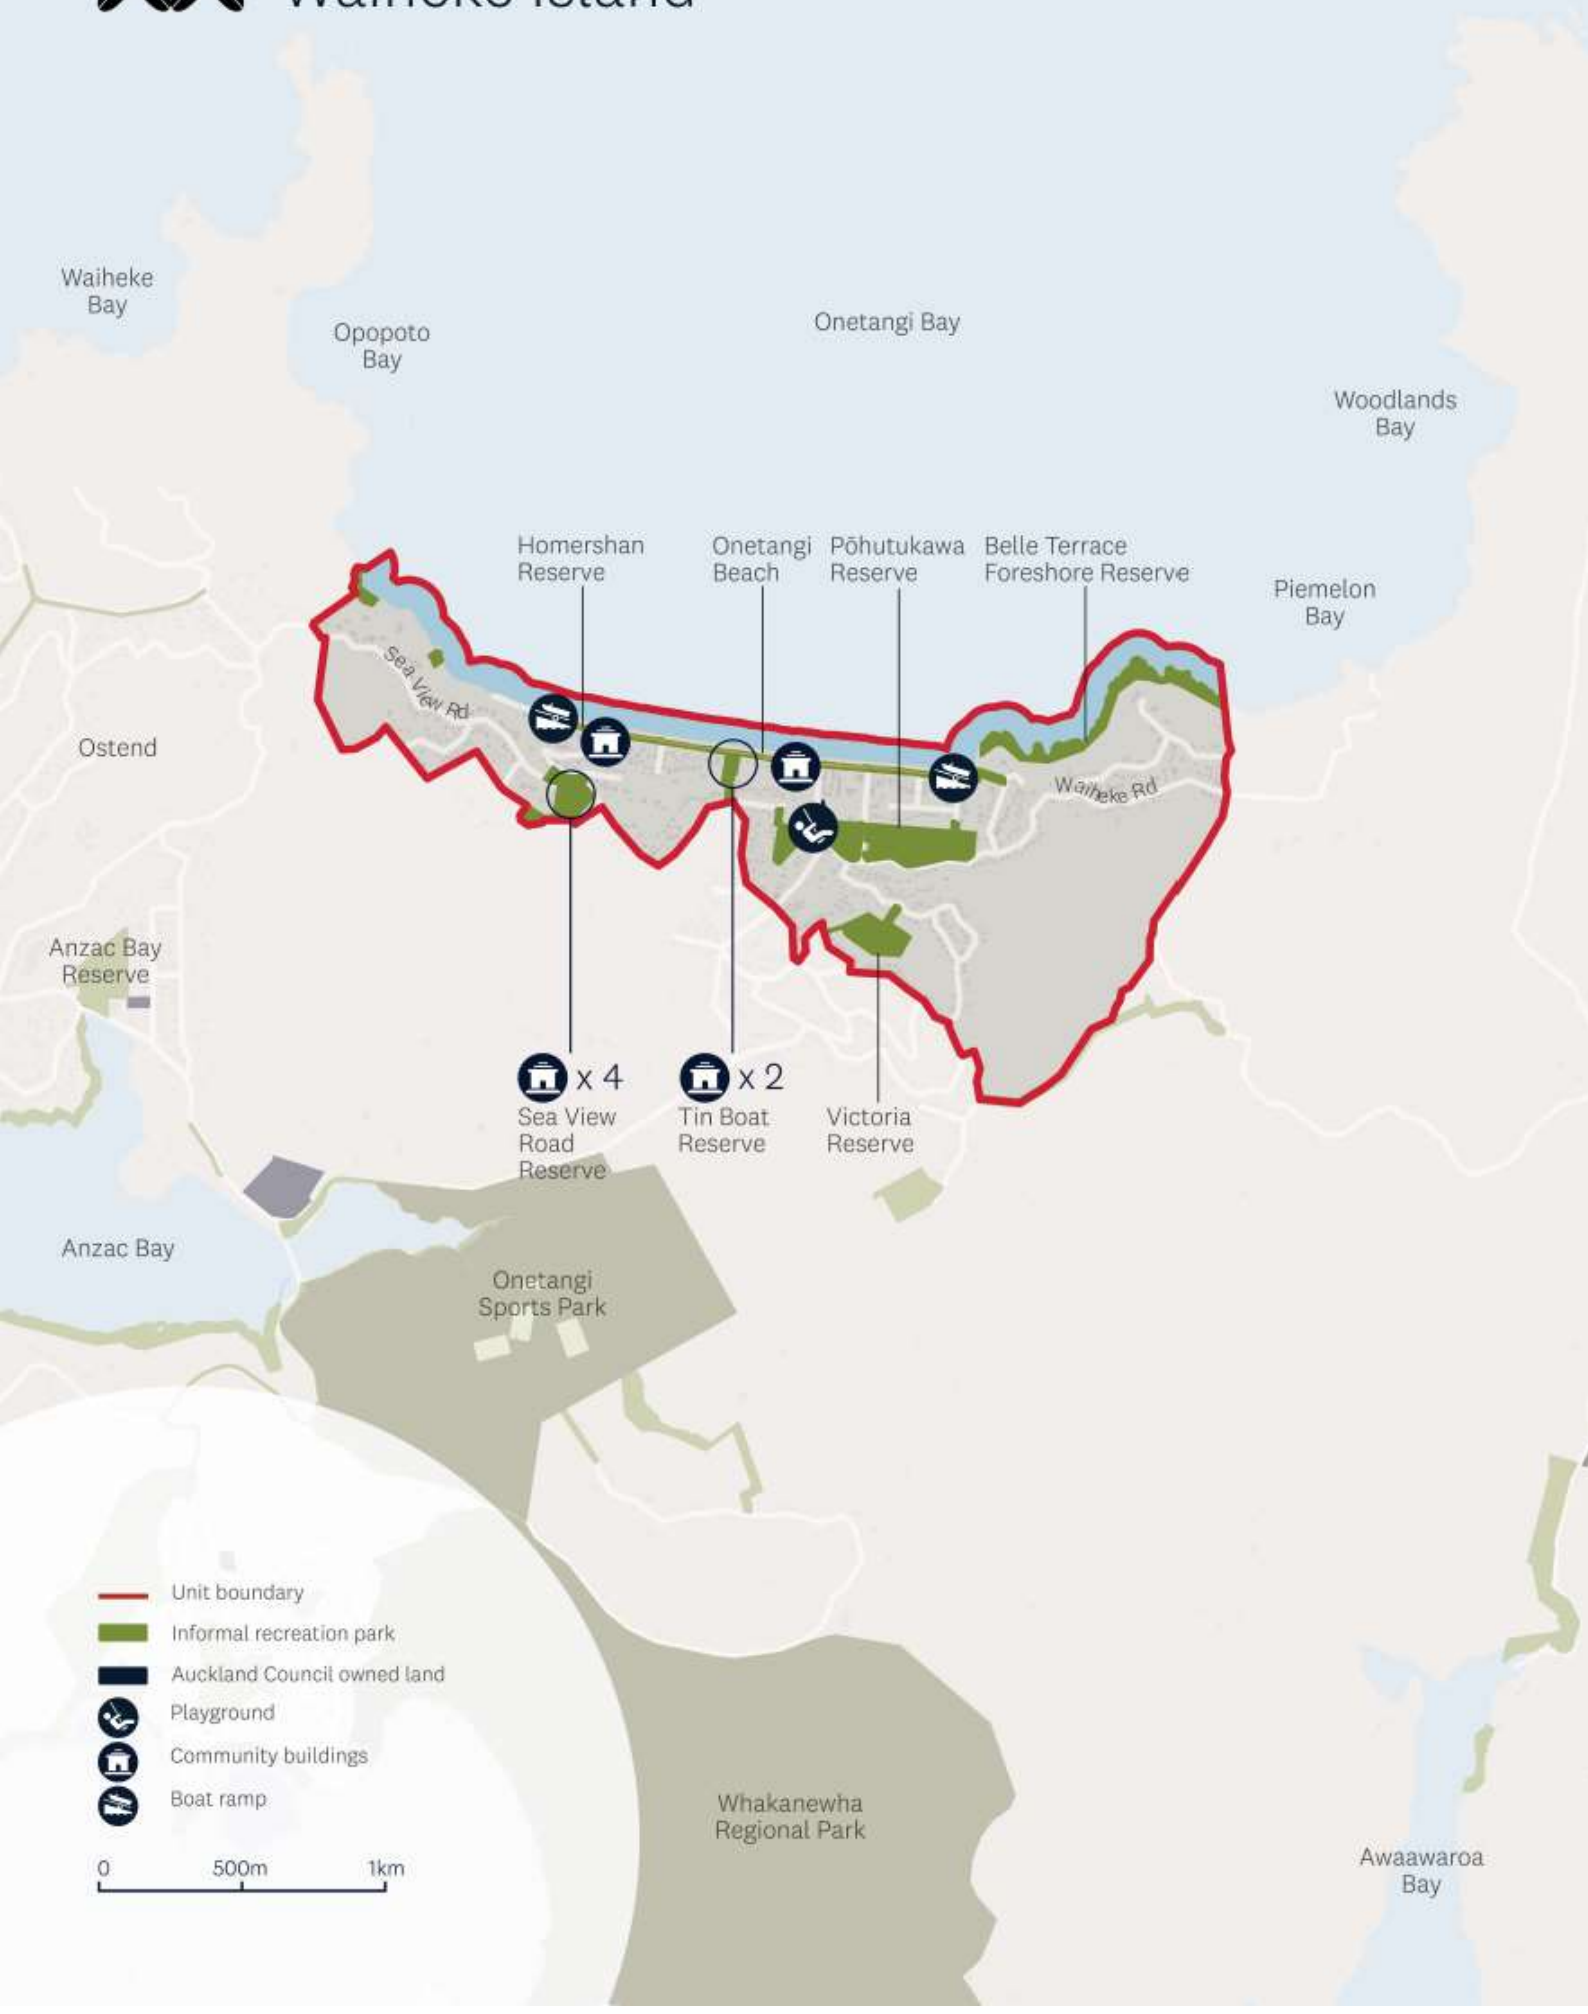 Waiheke Island
Waiheke
Bay
Opopoto
Bay
Onetangi Bay
Woodlands
Bay
Homershan
Reserve
Onetangi
Beach
Pōhutukawa
Reserve
Belle Terrace
Foreshore Reserve
Piemelon
Bay
Sea View Rd
Ostend
Waiheke Rd
Anzac Bay
Reserve
x 4
Sea View
Road
Reserve
x 2
Tin Boat
Reserve
Victoria
Reserve
Anzac Bay
Onetangi
Sports Park
Unit boundary
Informal recreation park
Auckland Council owned land
Playground
Community buildings
Boat ramp
0 500m 1km
Whakanewha
Regional Park
Awaawaroa
Bay